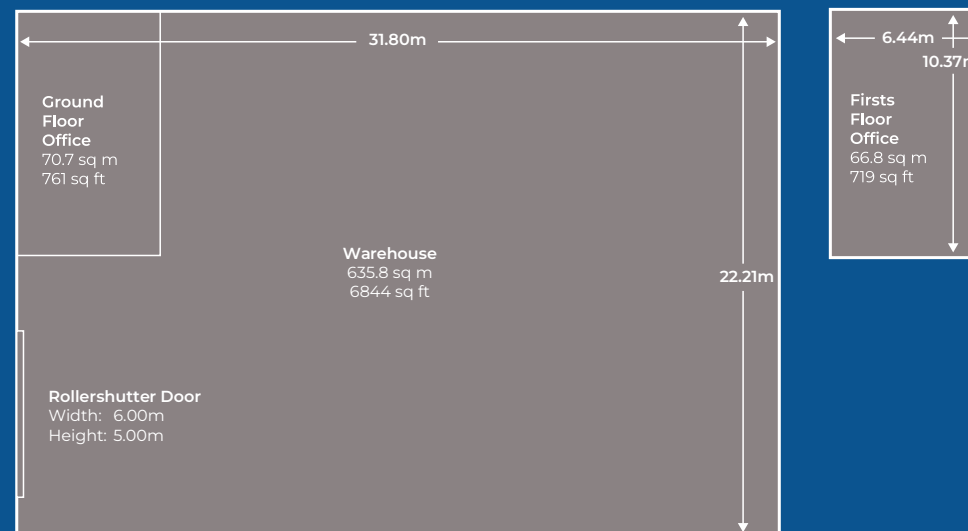 31.80m
Ground
Floor
Office
70.7 sq m
761 sq ft
Warehouse
635.8 sq m
6844 sq ft
22.21m
Rollershutter Door
Width: 6.00m
Height: 5.00m
6.44m
10.37m
Firsts
Floor
Office
66.8 sq m
719 sq ft